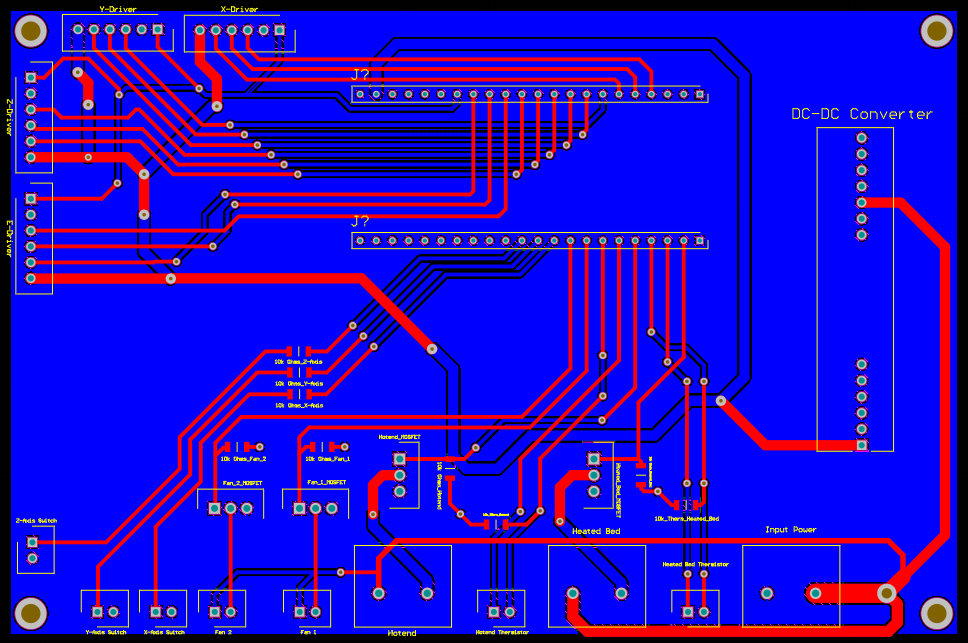 Y-Driver
X-Driver
Z-Driver
J?
DC-DC Converter
E-Driver
J?
10k Ohms_Z-Axis
10k Ohms_Y-Axis
10k Ohms_X-Axis
Hotend_MOSFET
10k Ohms_Fan_2
10k Ohms_Fan_1
Fan_2_MOSFET
Fan_1_MOSFET
10k_Therm_Heated_Bed
Z-Axis Switch
Heated Bed
Input Power
Heated Bed Thermistor
Y-Axis Switch
X-Axis Switch
Fan 2
Fan 1
Hotend
Hotend Thermistor